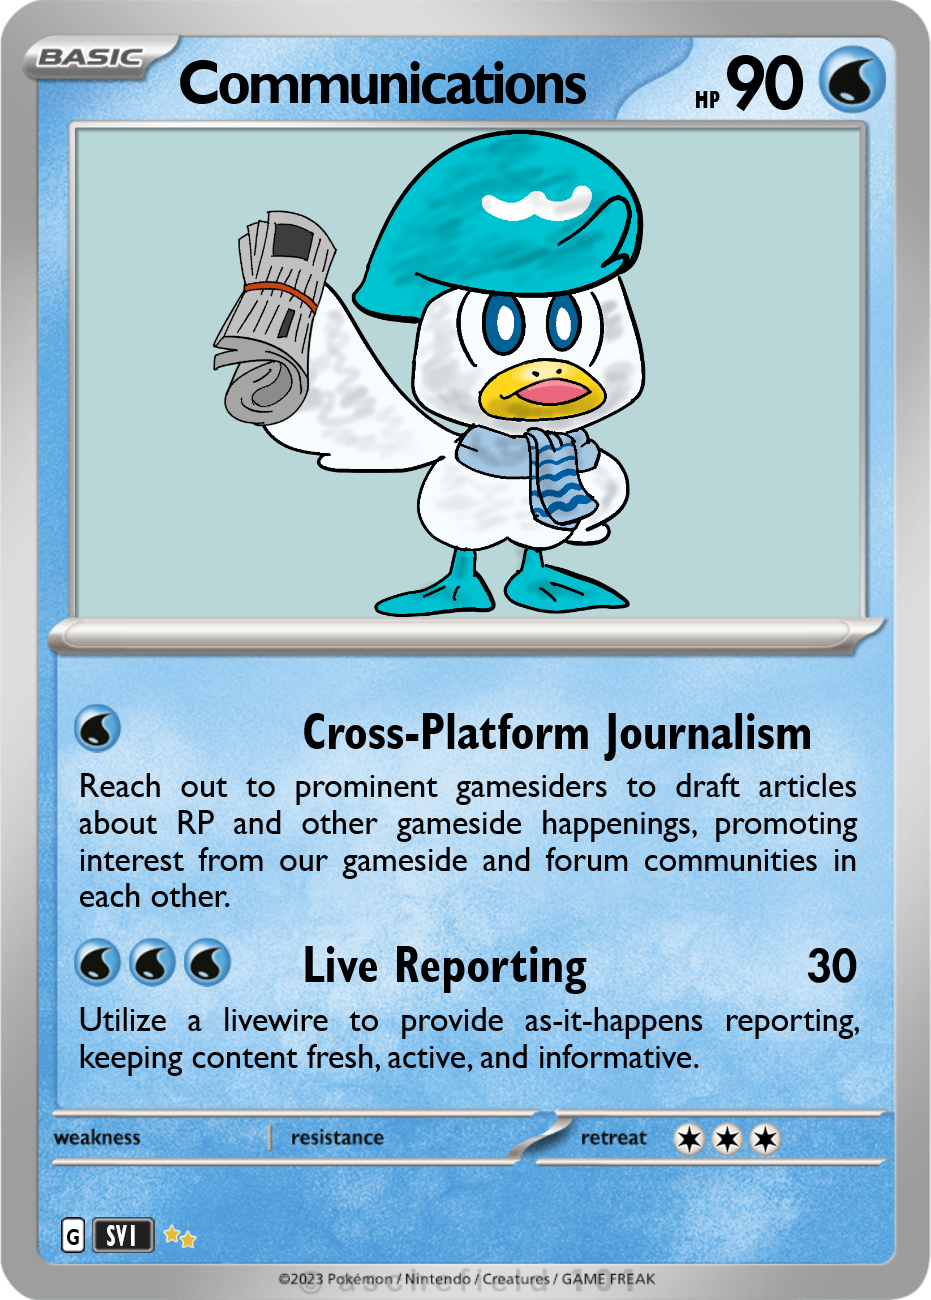 BASIC
Communications
HP 90
Cross-Platform Journalism
Reach out to prominent gamesiders to draft articles
about RP and other gameside happenings, promoting
interest from our gameside and forum communities in
each other.
Live Reporting 30
Utilize a livewire to provide as-it-happens reporting,
keeping content fresh, active, and informative.
weakness resistance retreat
G SVI
©2023 Pokémon / Nintendo / Creatures / GAME FREAK